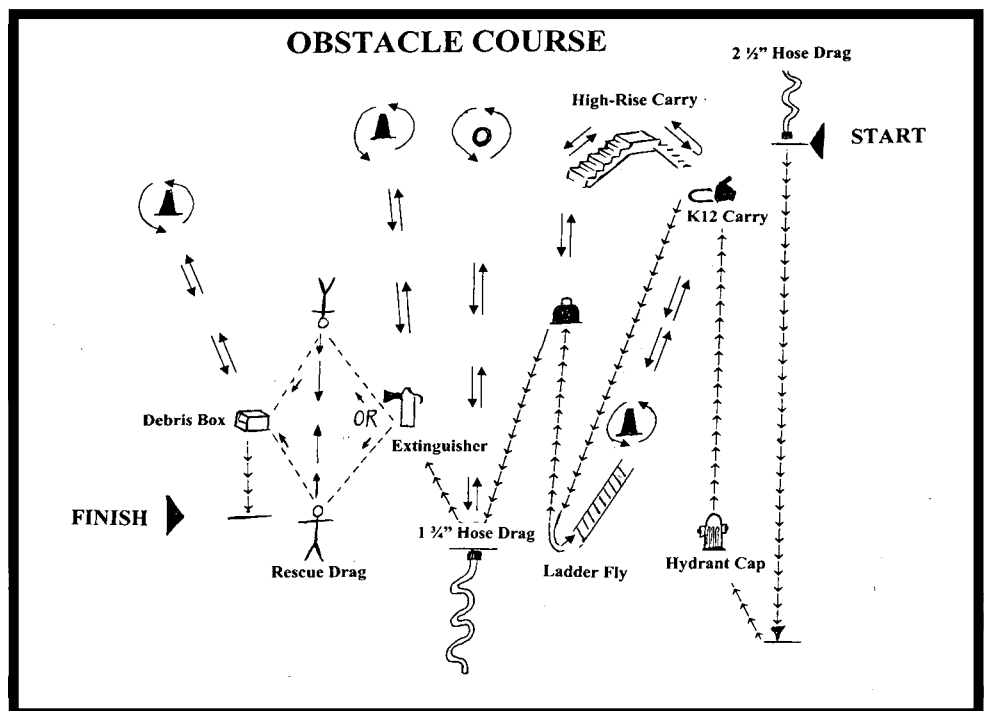 OBSTACLE COURSE
2 ½” Hose Drag
High-Rise Carry
START
K12 Carry
Debris Box
OR
Extinguisher
FINISH
1 ¾” Hose Drag
Rescue Drag
Ladder Fly
Hydrant Cap